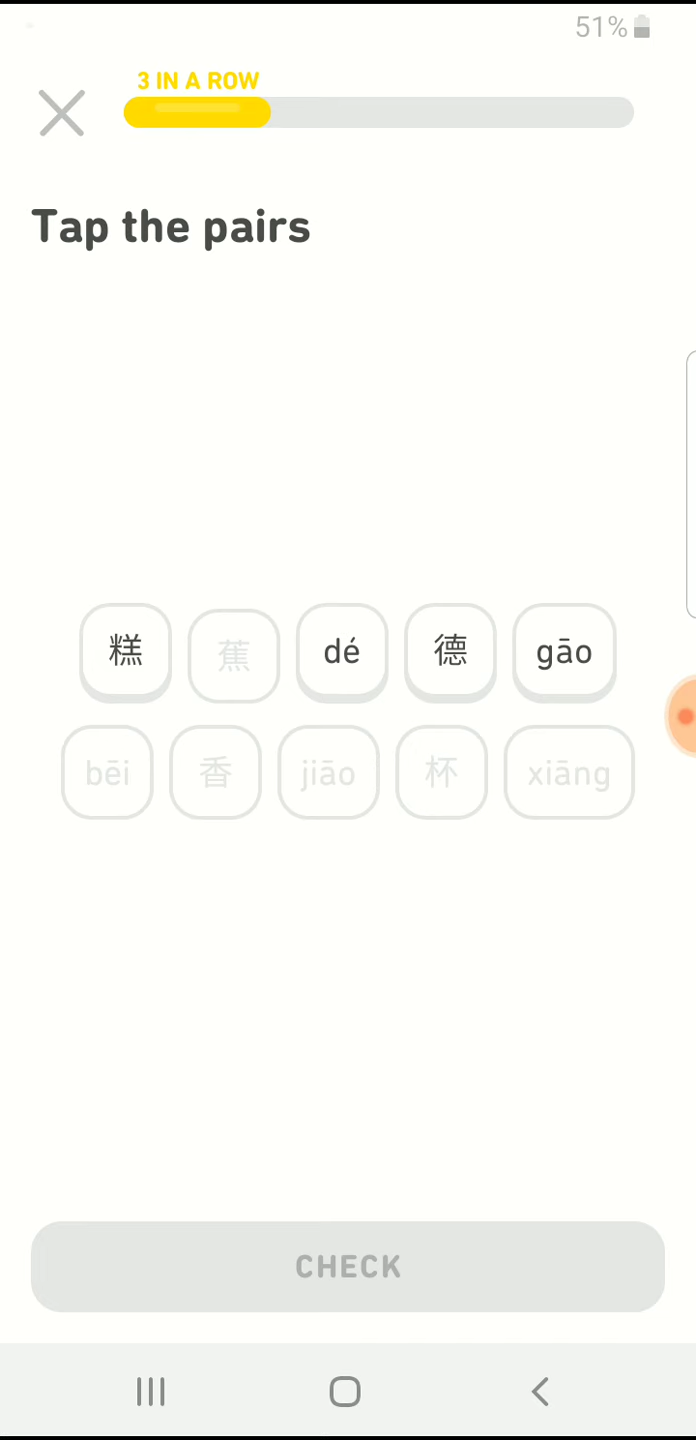 51%
3 IN A ROW
Tap the pairs
糕 蕉 dé 德 gāo
bēi 香 jiāo 杯 xiāng
CHECK